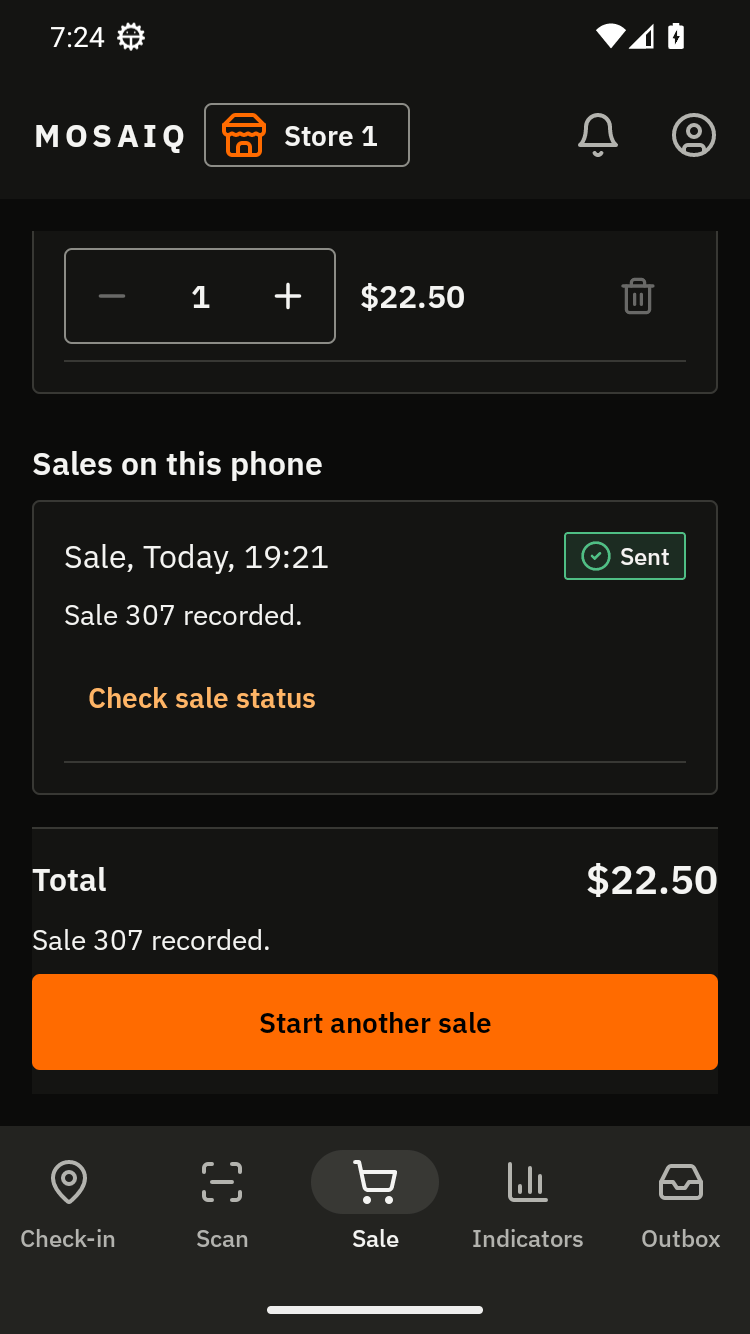 7:24
MOSAIQ
Store 1
1
$22.50
Sales on this phone
Sale, Today, 19:21
Sent
Sale 307 recorded.
Check sale status
Total
$22.50
Sale 307 recorded.
Start another sale
Check-in
Scan
Sale
Indicators
Outbox